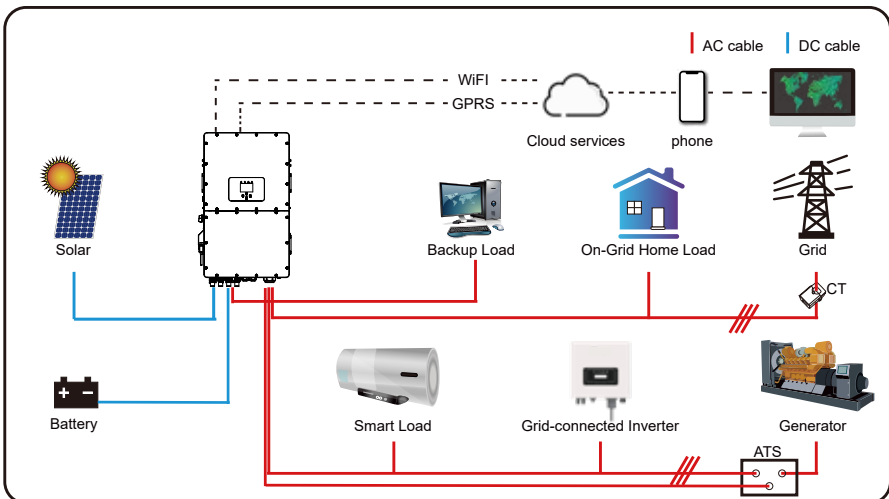 AC cable
DC cable
WiFI
GPRS
Cloud services
phone
Solar
Backup Load
On-Grid Home Load
Grid
CT
Battery
Smart Load
Grid-connected Inverter
Generator
ATS